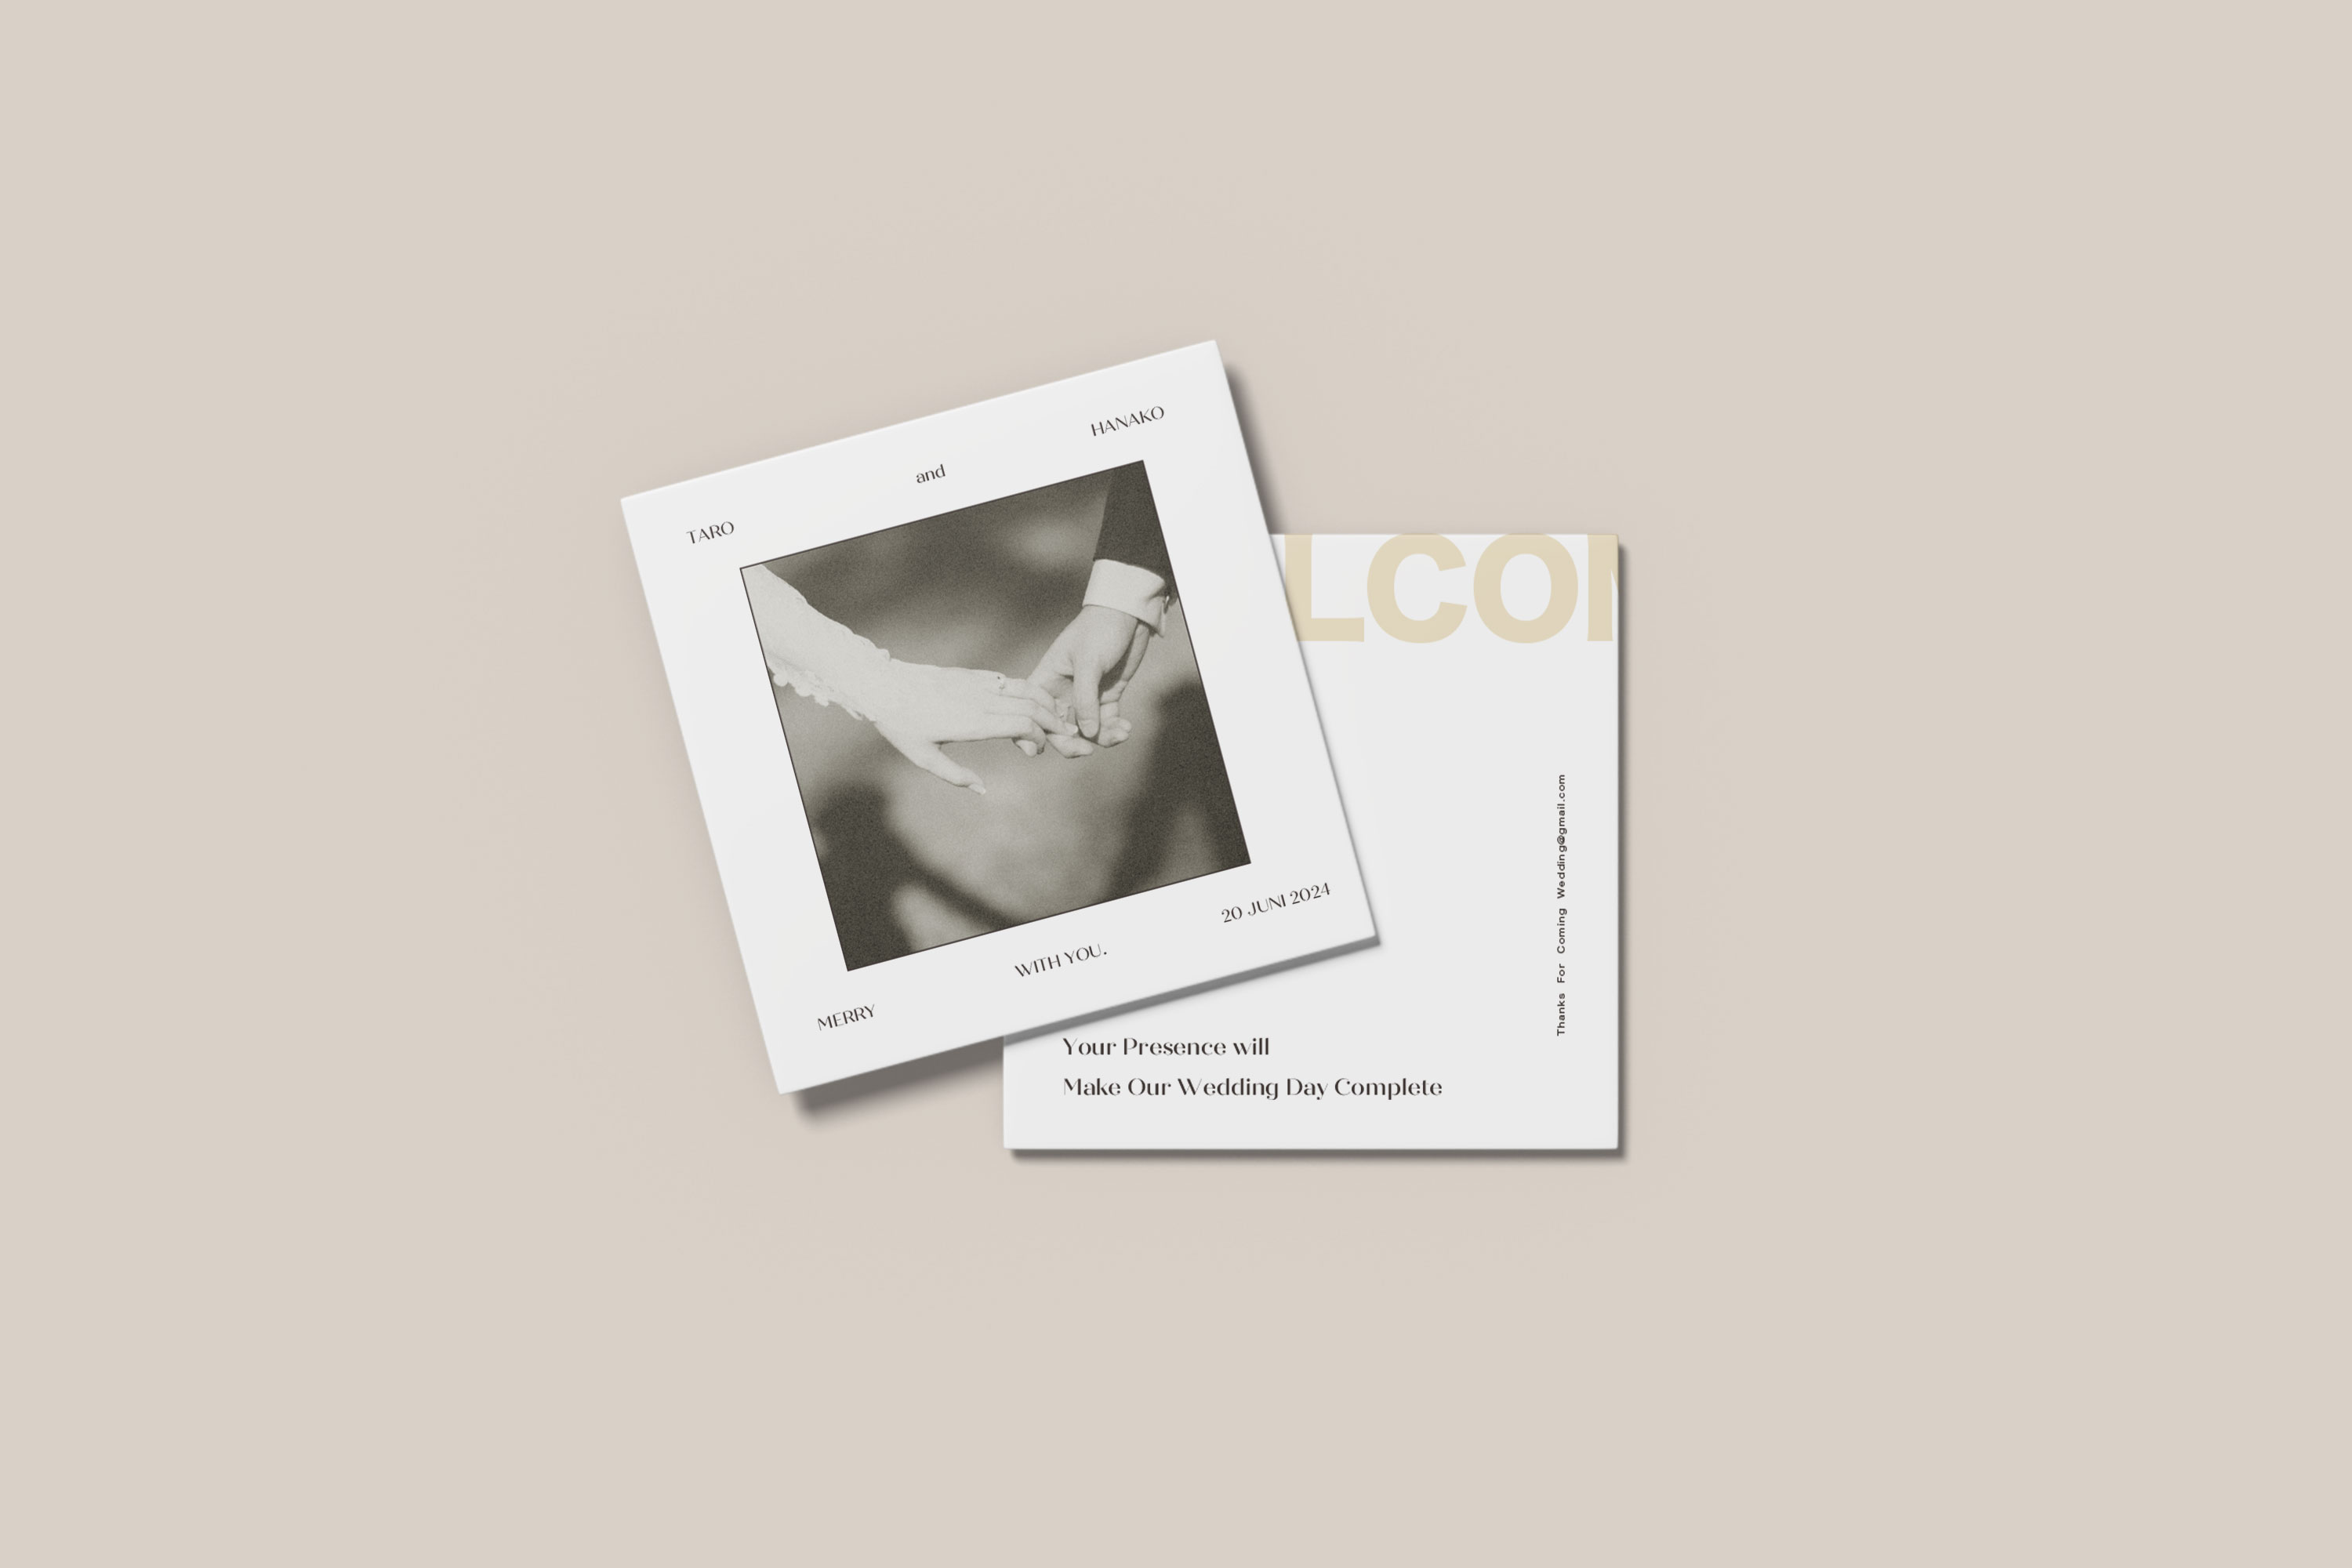 TARO and HANAKO
MERRY WITH YOU. 20 JUNI 2024
LCO
Thanks For Coming Wedding@gmail.com
Your Presence will
Make Our Wedding Day Complete